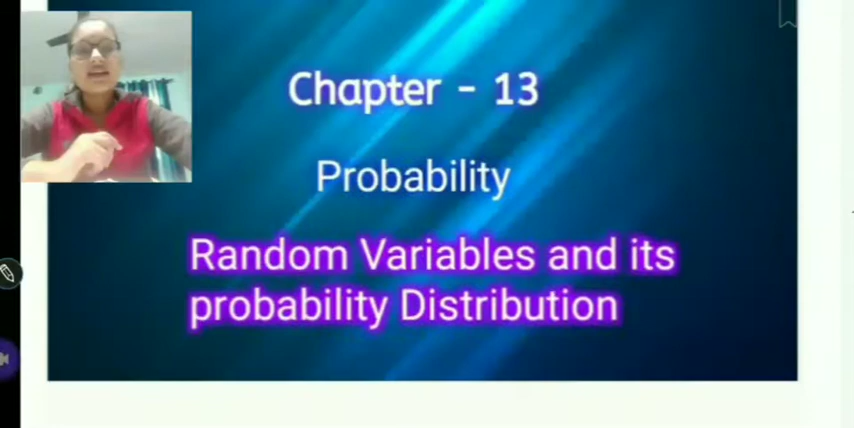 Chapter - 13
Probability
Random Variables and its
probability Distribution